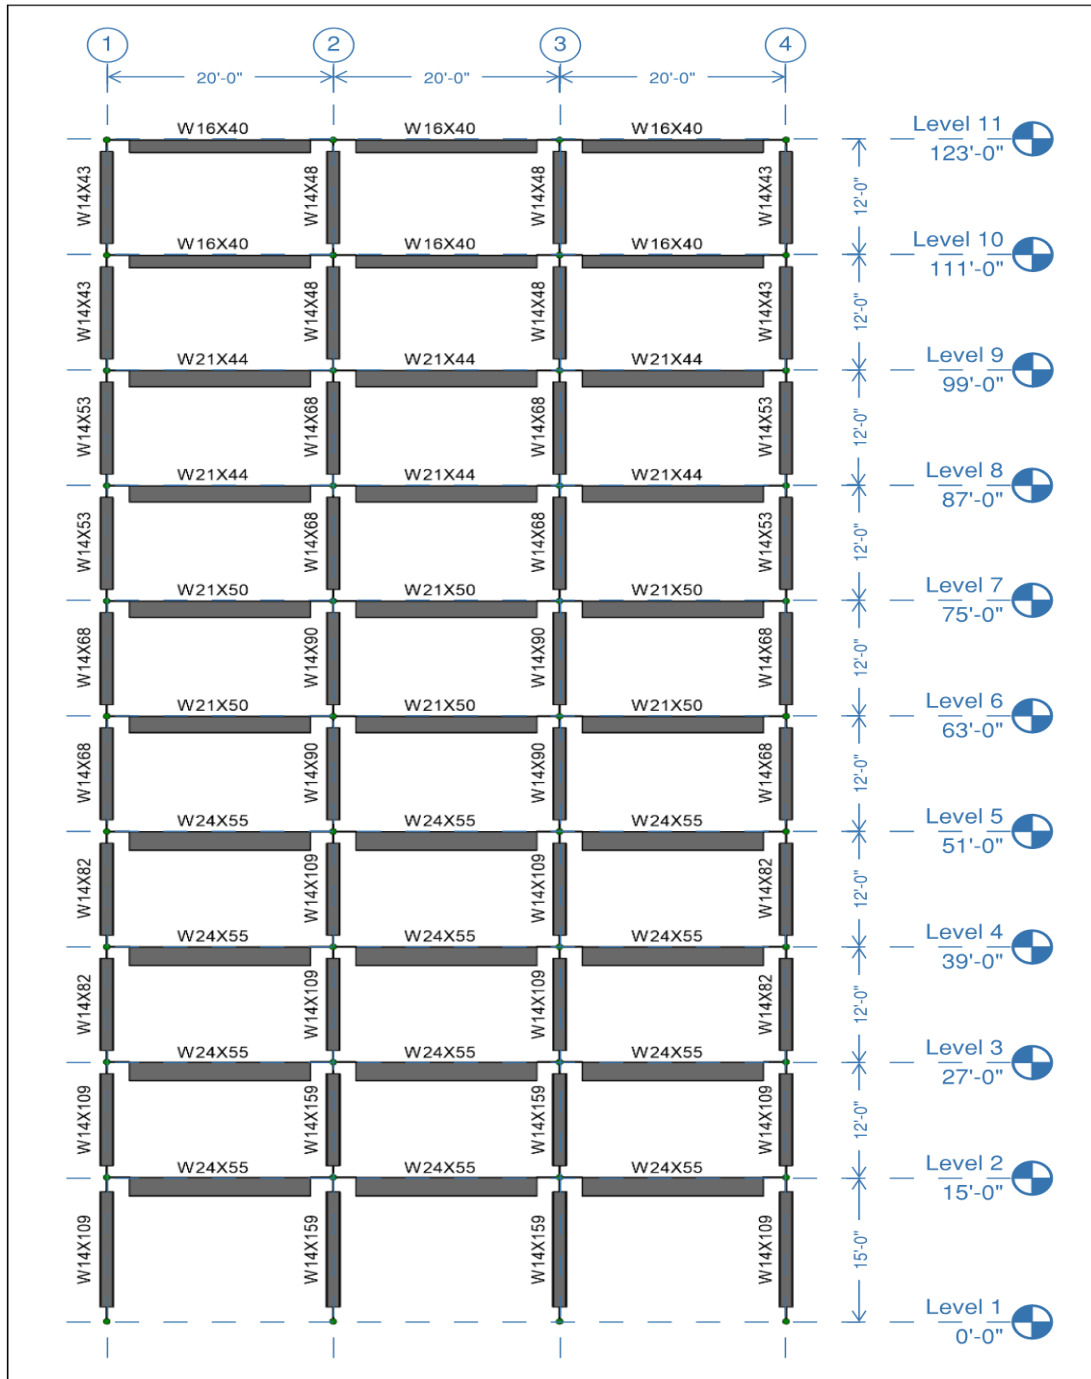 1 2 3 4
20'-0" 20'-0" 20'-0"
Level 11
123'-0"
W16X40 W16X40 W16X40
W14X43 W14X48 W14X48 W14X43 12'-0"
Level 10
111'-0"
W16X40 W16X40 W16X40
W14X43 W14X48 W14X48 W14X43 12'-0"
Level 9
99'-0"
W21X44 W21X44 W21X44
W14X53 W14X68 W14X68 W14X53 12'-0"
Level 8
87'-0"
W21X44 W21X44 W21X44
W14X53 W14X68 W14X68 W14X53 12'-0"
Level 7
75'-0"
W21X50 W21X50 W21X50
W14X68 W14X90 W14X90 W14X68 12'-0"
Level 6
63'-0"
W21X50 W21X50 W21X50
W14X68 W14X90 W14X90 W14X68 12'-0"
Level 5
51'-0"
W24X55 W24X55 W24X55
W14X82 W14X109 W14X109 W14X82 12'-0"
Level 4
39'-0"
W24X55 W24X55 W24X55
W14X82 W14X109 W14X109 W14X82 12'-0"
Level 3
27'-0"
W24X55 W24X55 W24X55
W14X109 W14X159 W14X159 W14X109 12'-0"
Level 2
15'-0"
W24X55 W24X55 W24X55
W14X109 W14X159 W14X159 W14X109 15'-0"
Level 1
0'-0"